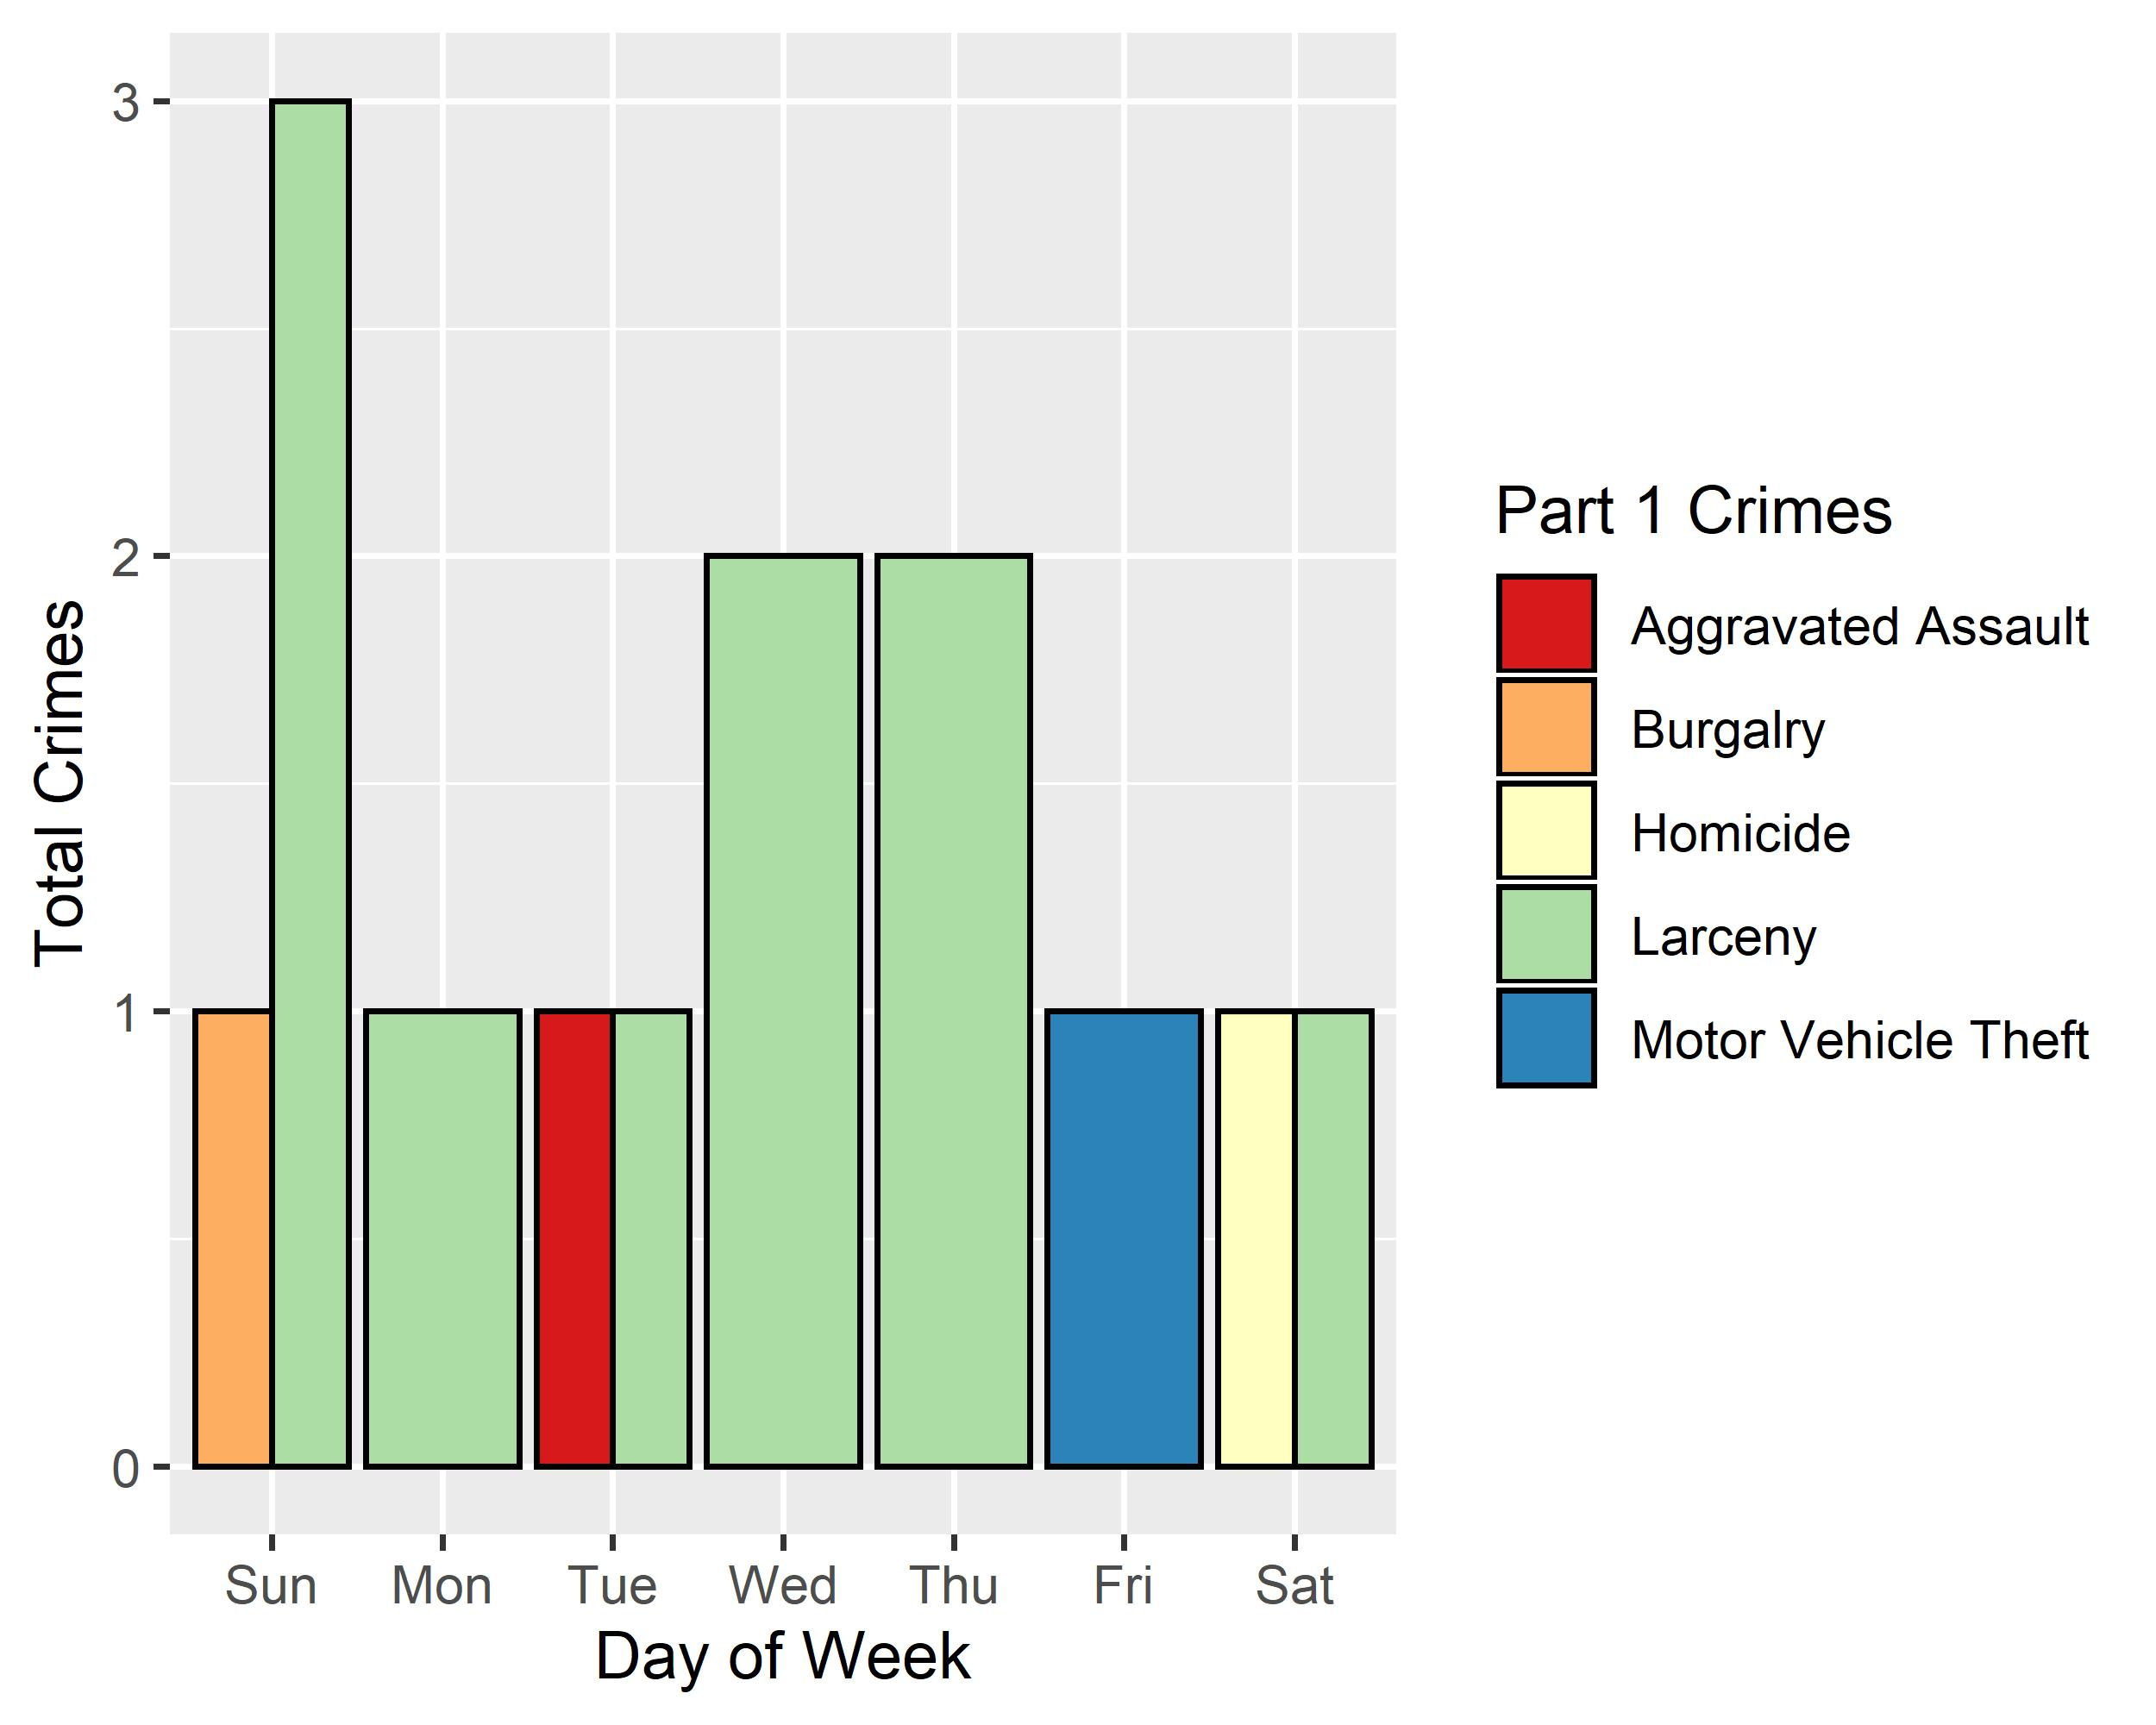 3
2
1
0
Total Crimes
Sun Mon Tue Wed Thu Fri Sat
Day of Week
Part 1 Crimes
Aggravated Assault
Burgalry
Homicide
Larceny
Motor Vehicle Theft